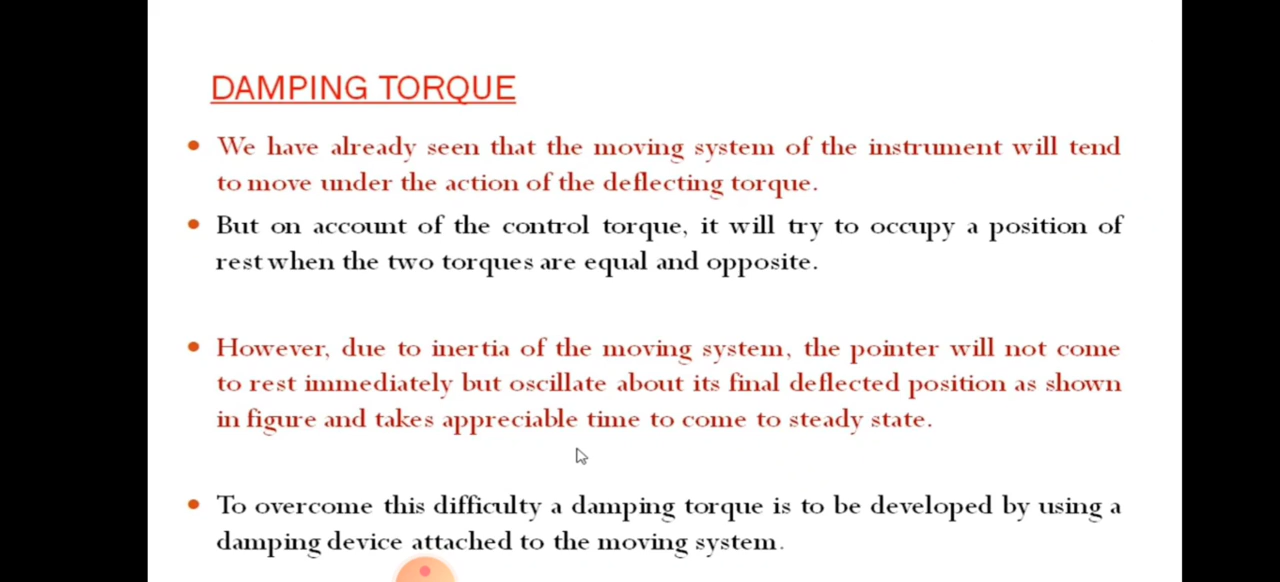 DAMPING TORQUE
• We have already seen that the moving system of the instrument will tend
to move under the action of the deflecting torque.
• But on account of the control torque, it will try to occupy a position of
rest when the two torques are equal and opposite.
• However, due to inertia of the moving system, the pointer will not come
to rest immediately but oscillate about its final deflected position as shown
in figure and takes appreciable time to come to steady state.
• To overcome this difficulty a damping torque is to be developed by using a
damping device attached to the moving system.